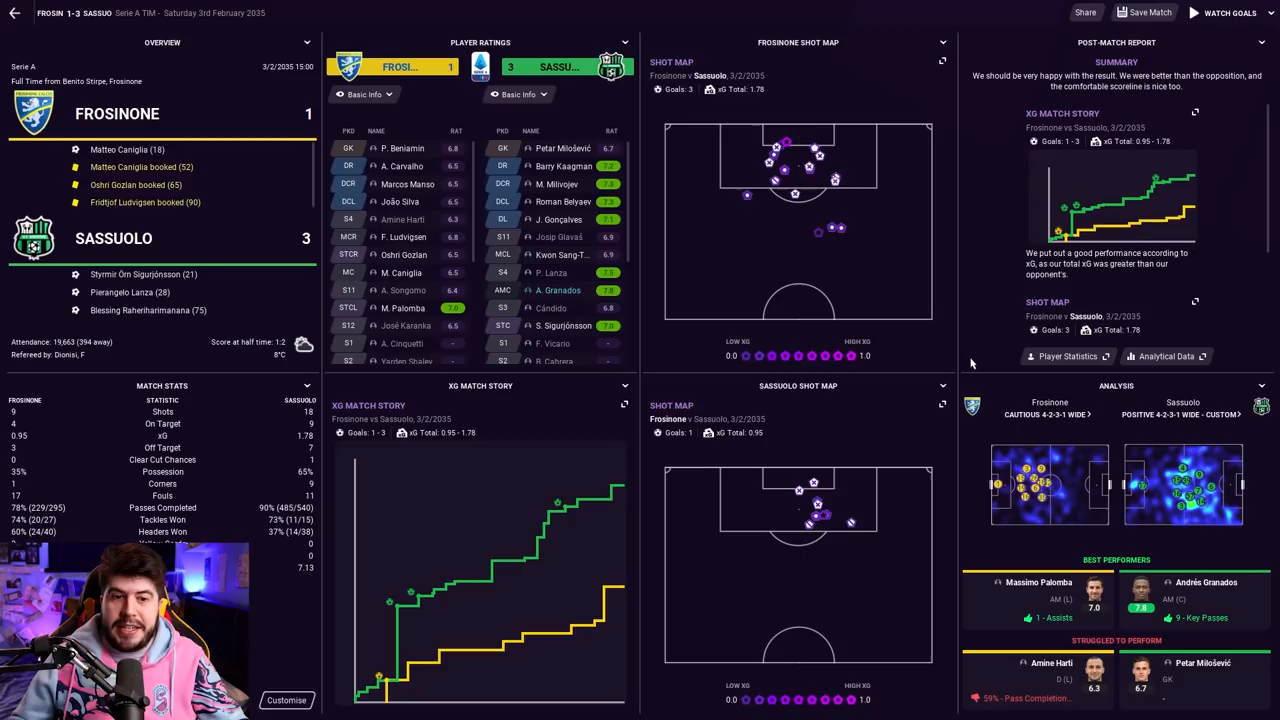 FROSIN 1-3 SASSUO Serie A TIM - Saturday 3rd February 2035
Share
Save Match
WATCH GOALS
OVERVIEW
Serie A
3/2/2035 15:00
Full Time from Benito Stirpe, Frosinone
FROSINONE 1
Matteo Caniglia (18)
Matteo Caniglia booked (52)
Oshri Gozlan booked (65)
Fridtjof Ludvigsen booked (90)
SASSUOLO 3
Styrmir Örn Sigurjónsson (21)
Pierangelo Lanza (28)
Blessing Raheriharimanana (75)
Attendance: 19,663 (394 away)
Score at half time: 1:2
Refereed by: Dionisi, F
8°C
PLAYER RATINGS
FROSI... 1
3 SASSU...
Basic Info
Basic Info
PKD NAME RAT
GK P. Beniamin 6.8
DR A. Carvalho 6.5
DCR Marcos Manso 6.5
DCL João Silva 6.5
S4 Amine Harti 6.3
MCR F. Ludvigsen 6.8
STCR Oshri Gozlan 6.5
MC M. Caniglia 6.5
S11 A. Songomo 6.4
STCL M. Palomba 7.0
S12 José Karanka 6.5
S1 A. Cinquetti -
S2 Yarden Shaley -
PKD NAME RAT
GK Petar Milošević 6.7
DR Barry Kaagman 7.2
DCR M. Milivojev 7.3
DCL Roman Belyaev 7.3
DL J. Gonçalves 7.1
S11 Josip Glavaš 6.9
MCL Kwon Sang-T... 6.9
S4 P. Lanza 7.5
AMC A. Granados 7.8
S3 Cándido 6.8
STC S. Sigurjónsson 7.0
S1 F. Vicario -
S2 B. Cabrera -
FROSINONE SHOT MAP
SHOT MAP
Frosinone v Sassuolo, 3/2/2035
Goals: 3 xG Total: 1.78
LOW XG HIGH XG
0.0 1.0
POST-MATCH REPORT
SUMMARY
We should be very happy with the result. We were better than the opposition, and
the comfortable scoreline is nice too.
XG MATCH STORY
Frosinone vs Sassuolo, 3/2/2035
Goals: 1 - 3 xG Total: 0.95 - 1.78
We put out a good performance according to
xG, as our total xG was greater than our
opponent's.
SHOT MAP
Frosinone v Sassuolo, 3/2/2035
Goals: 3 xG Total: 1.78
Player Statistics
Analytical Data
MATCH STATS
FROSINONE STATISTIC SASSUOLO
9 Shots 18
4 On Target 9
0.95 xG 1.78
3 Off Target 7
0 Clear Cut Chances 1
35% Possession 65%
1 Corners 9
17 Fouls 11
78% (229/295) Passes Completed 90% (485/540)
74% (20/27) Tackles Won 73% (11/15)
60% (24/40) Headers Won 37% (14/38)
0
0
7.13
Customise
XG MATCH STORY
XG MATCH STORY
Frosinone vs Sassuolo, 3/2/2035
Goals: 1 - 3 xG Total: 0.95 - 1.78
SASSUOLO SHOT MAP
SHOT MAP
Frosinone v Sassuolo, 3/2/2035
Goals: 1 xG Total: 0.95
LOW XG HIGH XG
0.0 1.0
ANALYSIS
Frosinone
CAUTIOUS 4-2-3-1 WIDE
Sassuolo
POSITIVE 4-2-3-1 WIDE - CUSTOM
BEST PERFORMERS
Massimo Palomba
AM (L) 7.0
1 - Assists
Andrés Granados
7.8 AM (C)
9 - Key Passes
STRUGGLED TO PERFORM
Amine Harti
D (L) 6.3
59% - Pass Completion...
Petar Milošević
6.7 GK
-